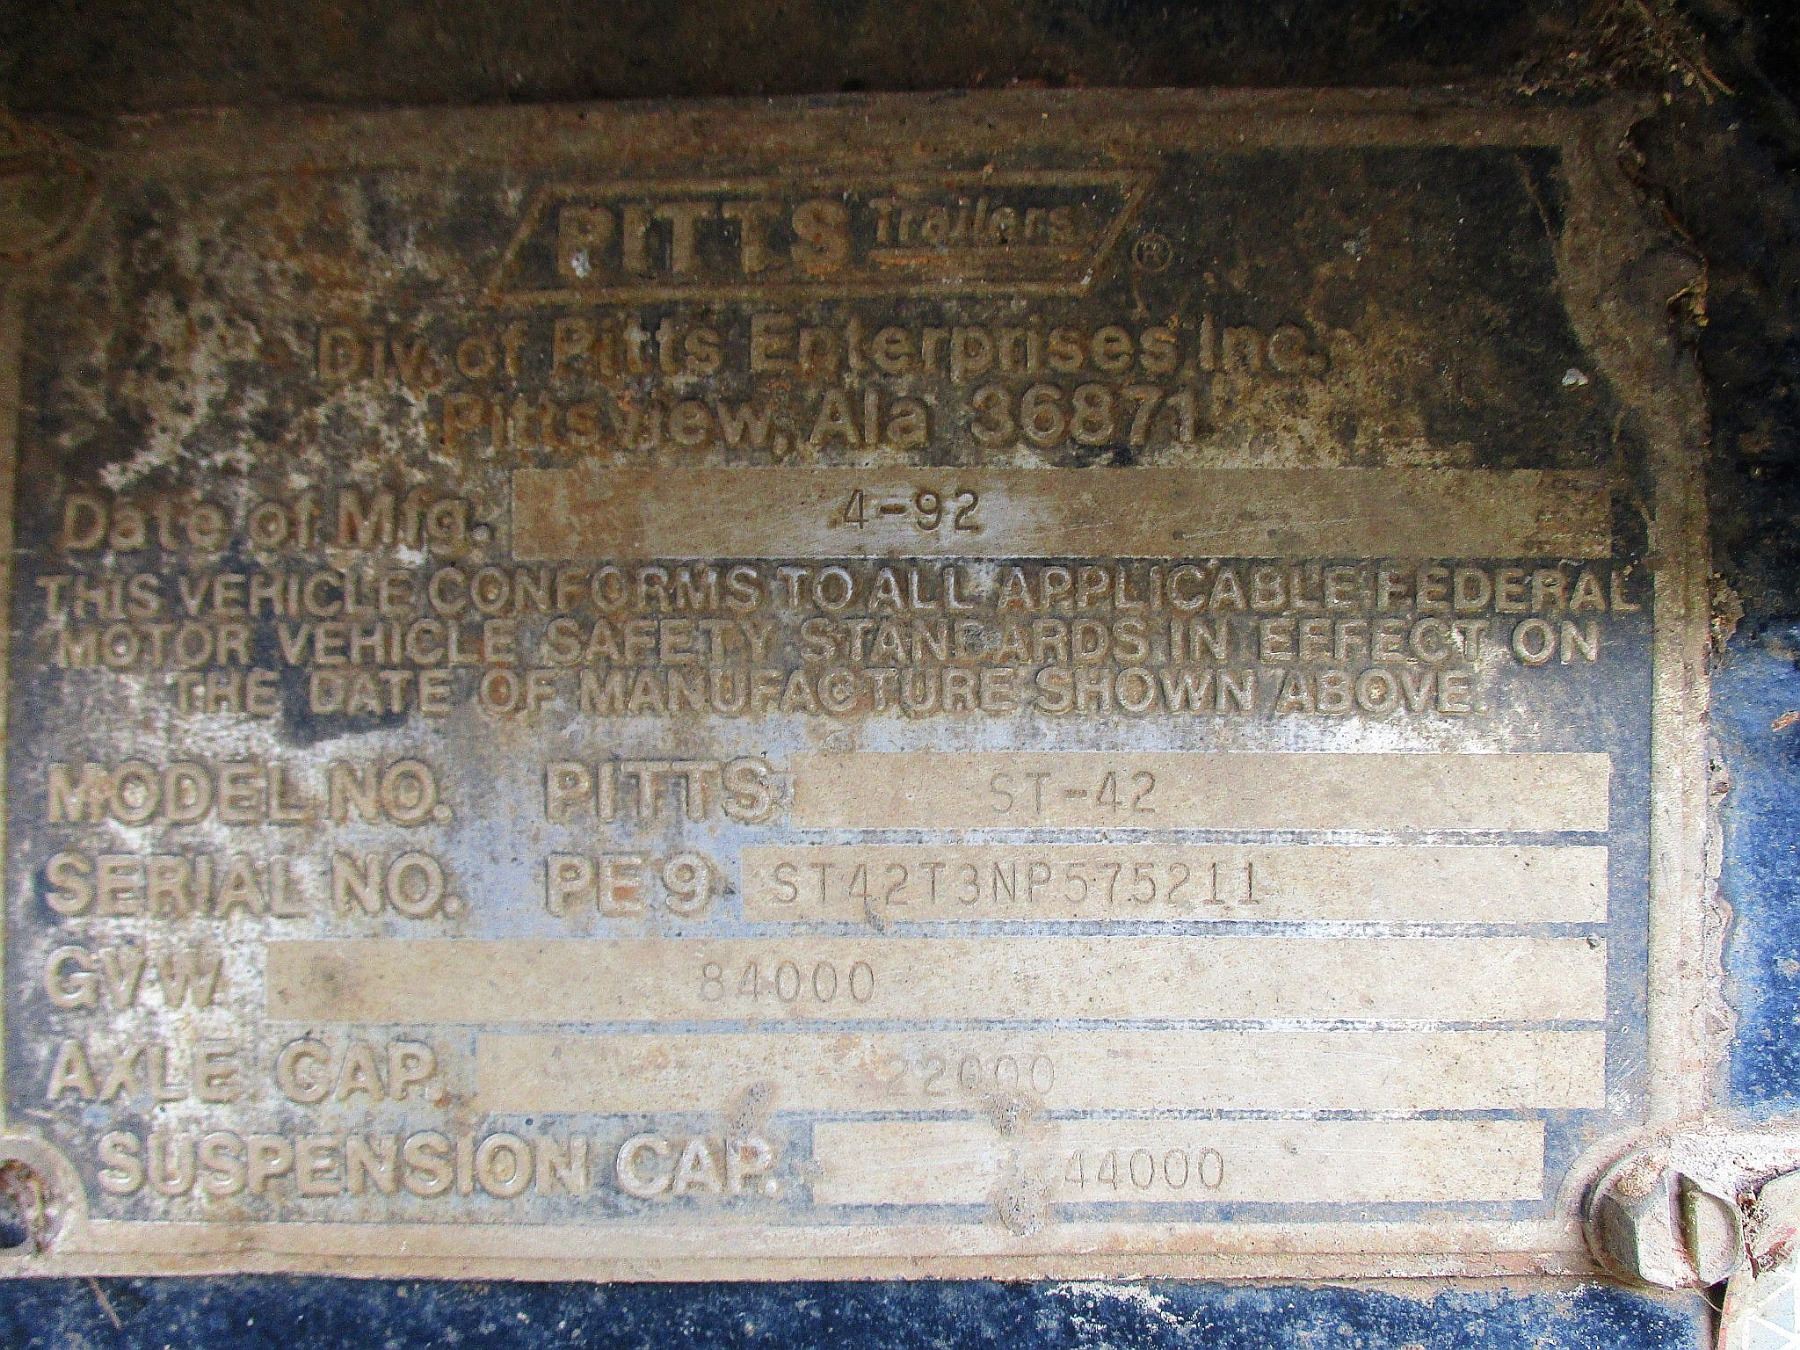 PITTS Trailers ®
Div. of Pitts Enterprises Inc.
Pittsview, Ala 36871
Date of Mfg. 4-92
THIS VEHICLE CONFORMS TO ALL APPLICABLE FEDERAL
MOTOR VEHICLE SAFETY STANDARDS IN EFFECT ON
THE DATE OF MANUFACTURE SHOWN ABOVE.
MODEL NO. PITTS ST-42
SERIAL NO. PE9 ST42T3NP575211
GVW 84000
AXLE CAP. 22000
SUSPENSION CAP. 44000